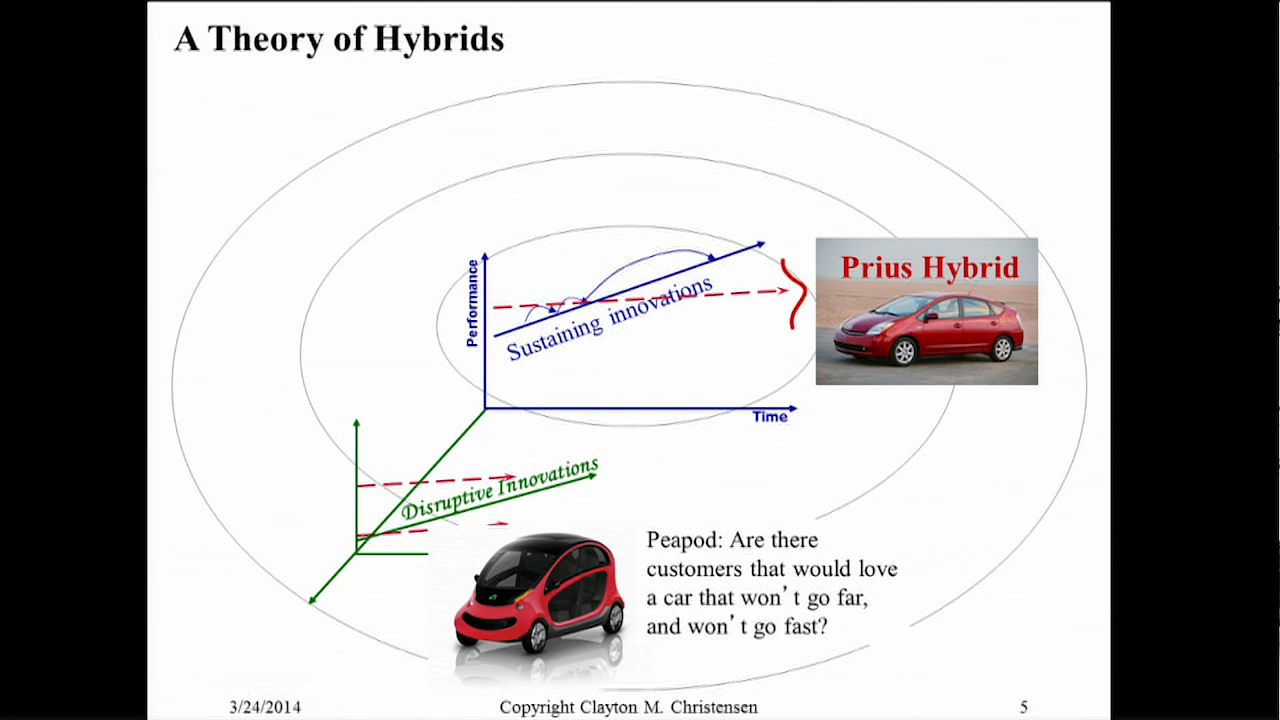 A Theory of Hybrids
Performance
Sustaining innovations
Prius Hybrid
Time
Disruptive Innovations
Peapod: Are there
customers that would love
a car that won’t go far,
and won’t go fast?
3/24/2014
Copyright Clayton M. Christensen
5